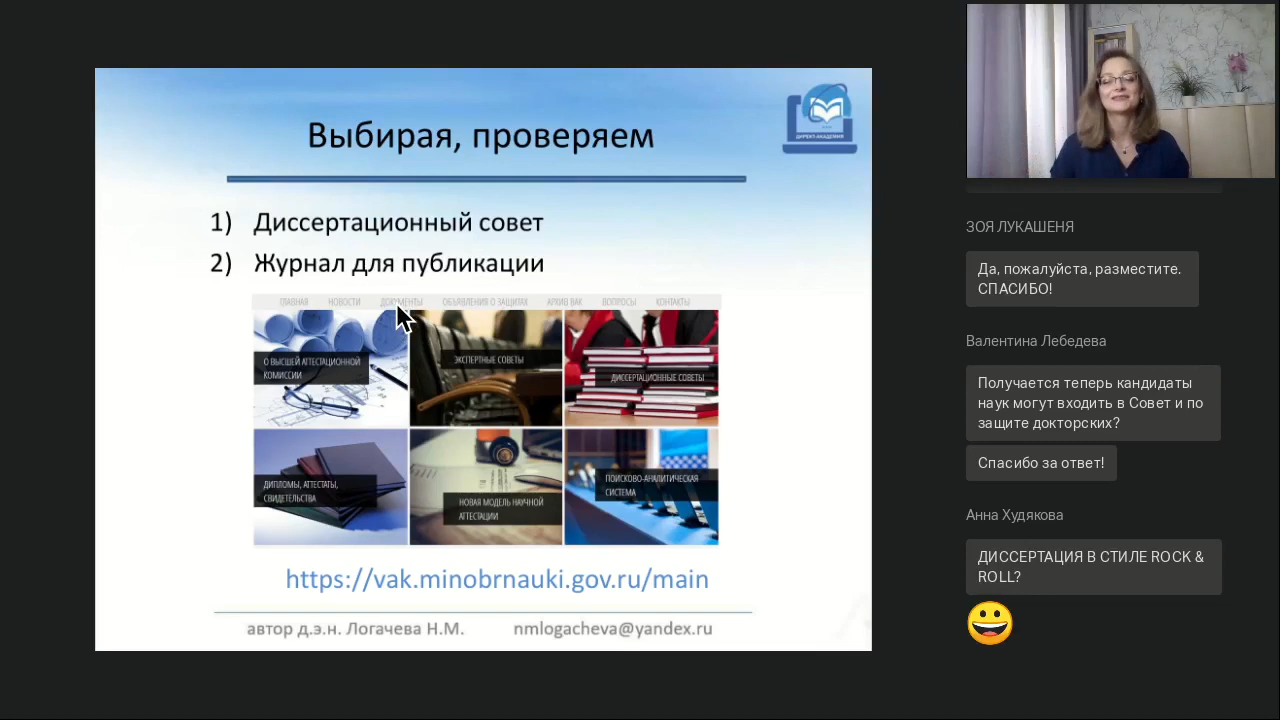 Выбирая, проверяем
ДИРЕКТ-АКАДЕМИЯ
1) Диссертационный совет
2) Журнал для публикации
ГЛАВНАЯ НОВОСТИ ДОКУМЕНТЫ ОБЪЯВЛЕНИЯ О ЗАЩИТАХ АРХИВ ВАК ВОПРОСЫ КОНТАКТЫ
О ВЫСШЕЙ АТТЕСТАЦИОННОЙ
КОМИССИИ
ЭКСПЕРТНЫЕ СОВЕТЫ
ДИССЕРТАЦИОННЫЕ СОВЕТЫ
ДИПЛОМЫ, АТТЕСТАТЫ,
СВИДЕТЕЛЬСТВА
НОВАЯ МОДЕЛЬ НАУЧНОЙ
АТТЕСТАЦИИ
ПОИСКОВО-АНАЛИТИЧЕСКАЯ
СИСТЕМА
https://vak.minobrnauki.gov.ru/main
автор д.э.н. Логачева Н.М. nmlogacheva@yandex.ru
ЗОЯ ЛУКАШЕНЯ
Да, пожалуйста, разместите.
СПАСИБО!
Валентина Лебедева
Получается теперь кандидаты
наук могут входить в Совет и по
защите докторских?
Спасибо за ответ!
Анна Худякова
ДИССЕРТАЦИЯ В СТИЛЕ ROCK &
ROLL?